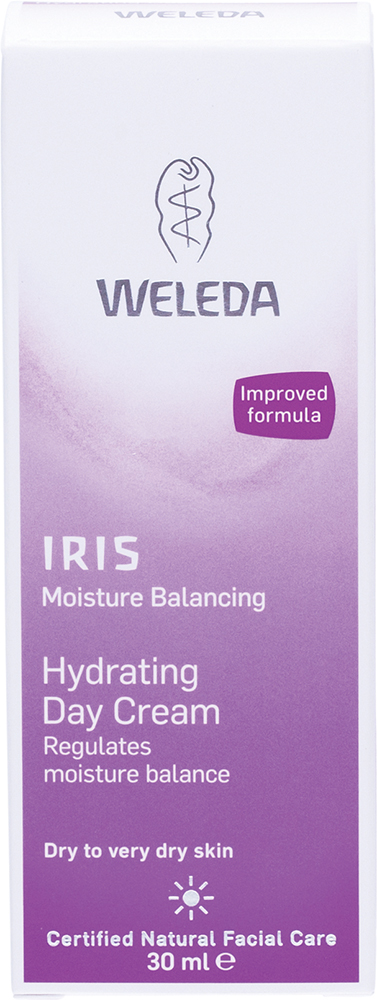 WELEDA
WELEDA
Improved
formula
IRIS
Moisture Balancing
Hydrating
Day Cream
Regulates
moisture balance
Dry to very dry skin
Certified Natural Facial Care
30 ml ℮